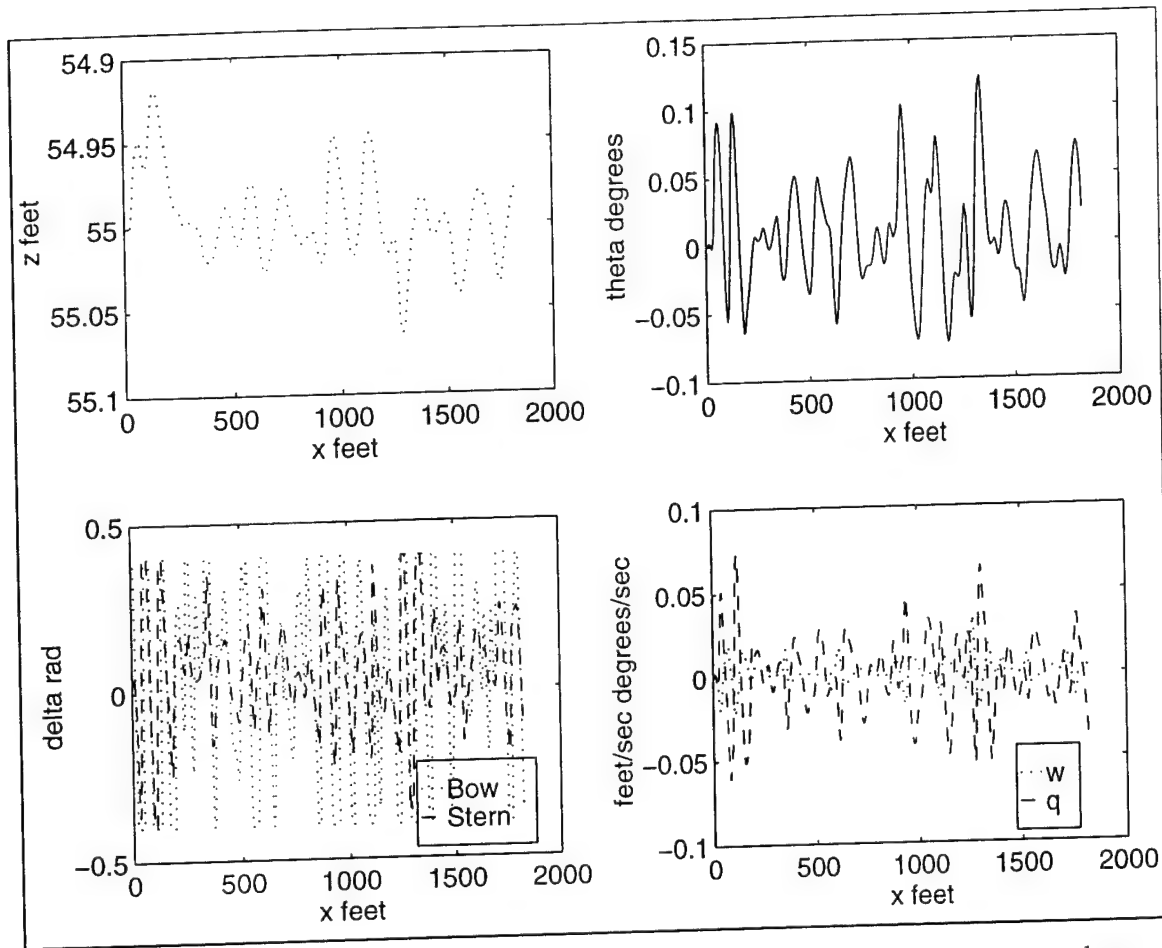 54.9
54.95
55
55.05
55.1
z feet
0 500 1000 1500 2000
x feet
0.15
0.1
0.05
0
−0.05
−0.1
theta degrees
0 500 1000 1500 2000
x feet
0.5
0
−0.5
delta rad
Bow
Stern
0 500 1000 1500 2000
x feet
0.1
0.05
0
−0.05
−0.1
feet/sec degrees/sec
w
q
0 500 1000 1500 2000
x feet